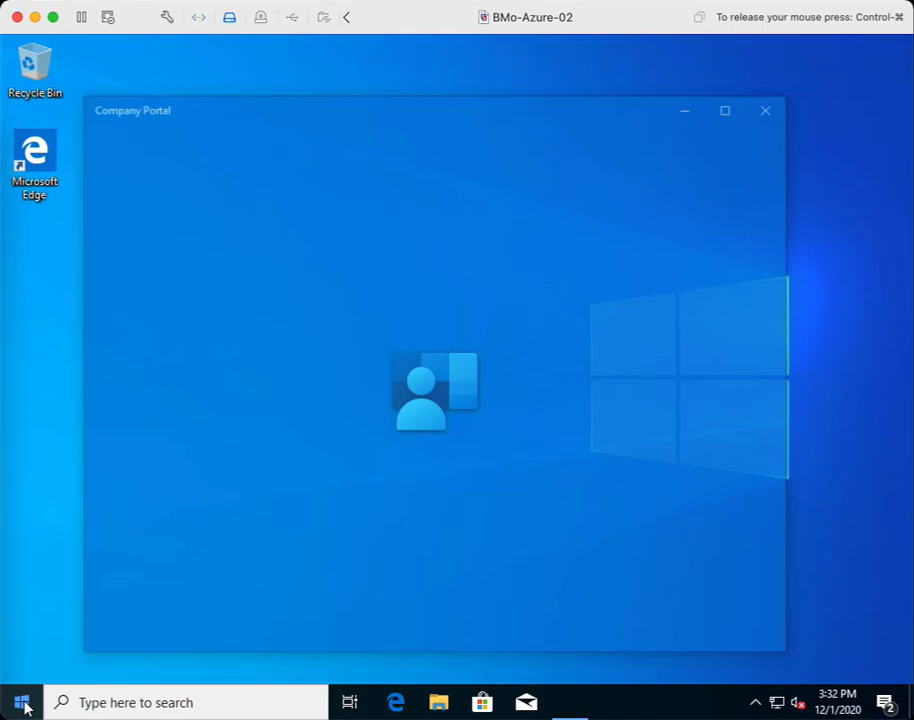 BMo-Azure-02
To release your mouse press: Control-⌘
Recycle Bin
Company Portal
Microsoft
Edge
Type here to search
3:32 PM
12/1/2020
2